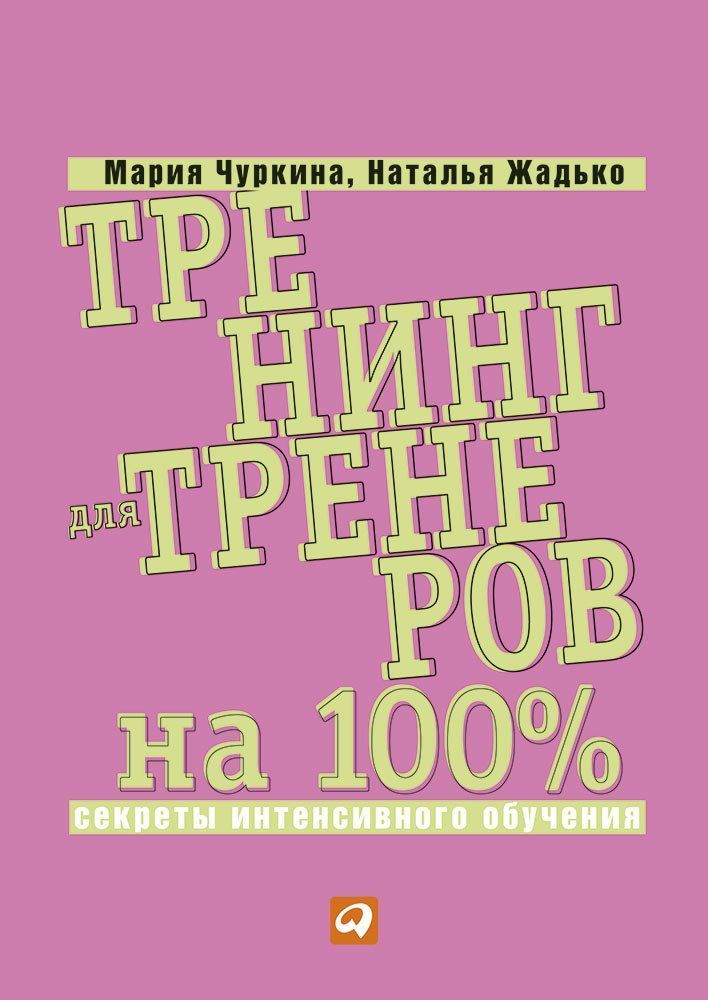 Мария Чуркина, Наталья Жадько
ТРЕ
НИНГ
для ТРЕНЕ
РОВ
на 100%
секреты интенсивного обучения